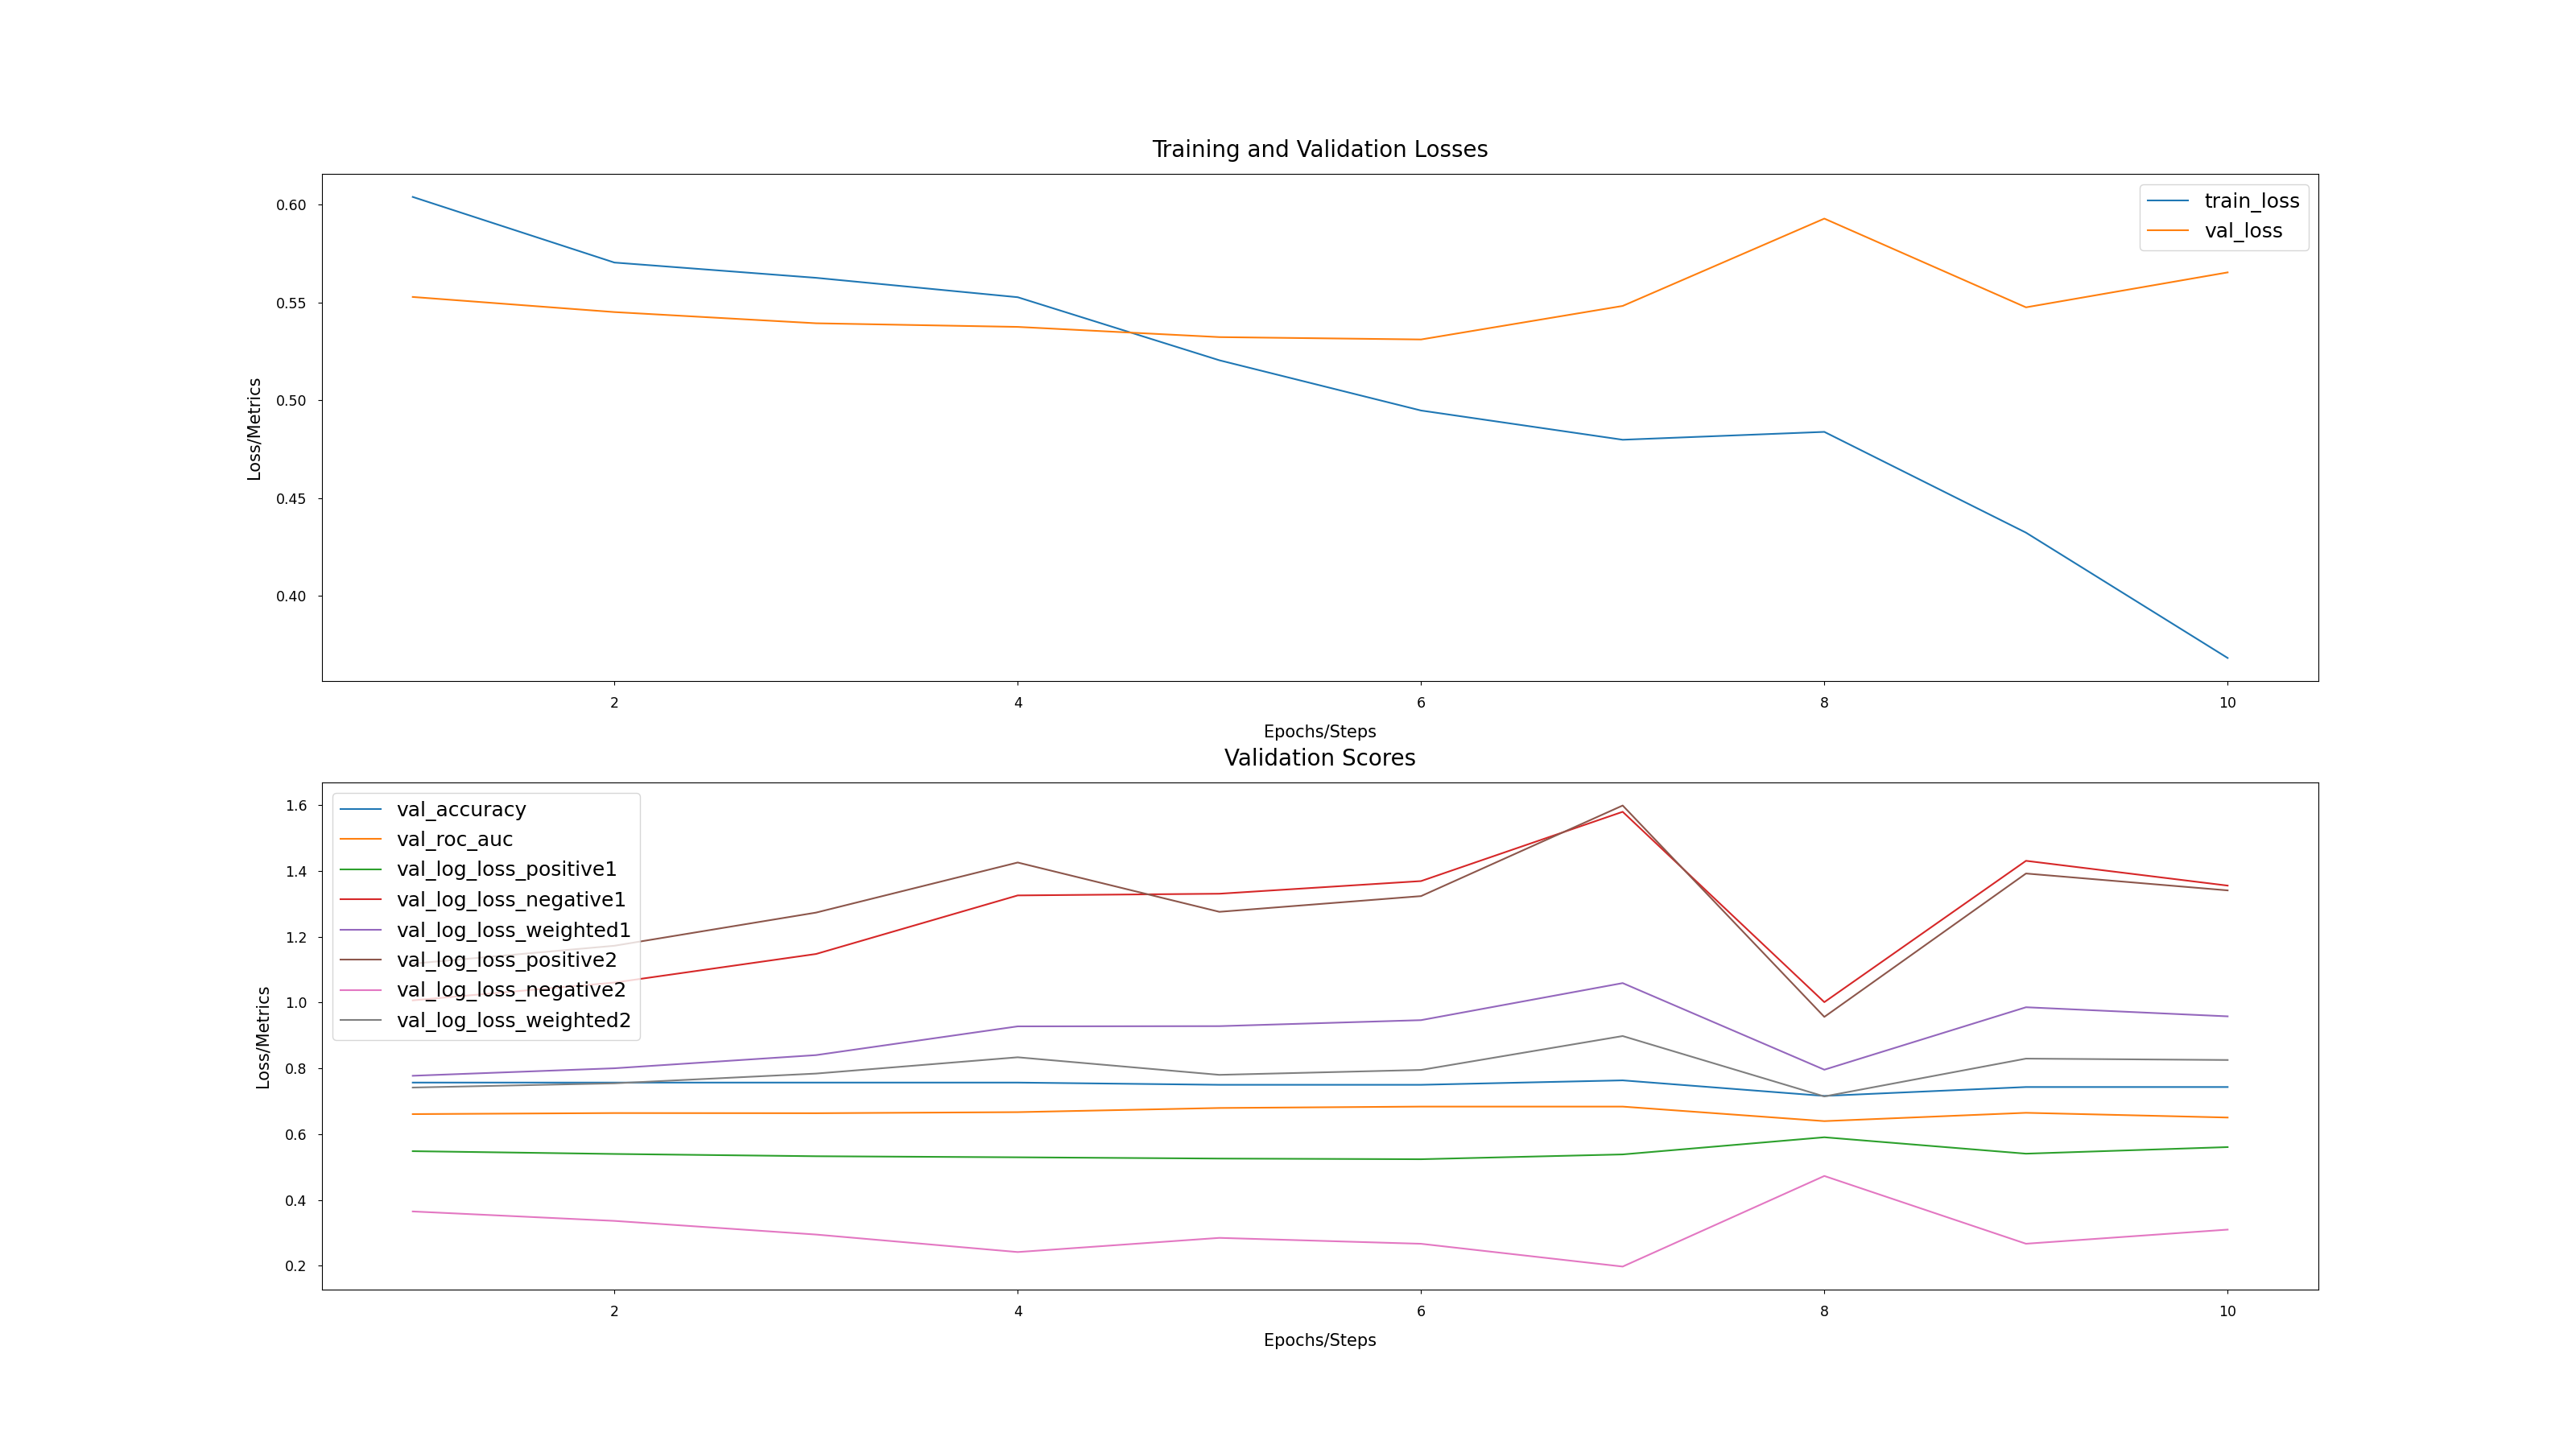 Training and Validation Losses
train_loss
val_loss
0.60
0.55
0.50
0.45
0.40
Loss/Metrics
2 4 6 8 10
Epochs/Steps
Validation Scores
val_accuracy
val_roc_auc
val_log_loss_positive1
val_log_loss_negative1
val_log_loss_weighted1
val_log_loss_positive2
val_log_loss_negative2
val_log_loss_weighted2
1.6
1.4
1.2
1.0
0.8
0.6
0.4
0.2
Loss/Metrics
2 4 6 8 10
Epochs/Steps